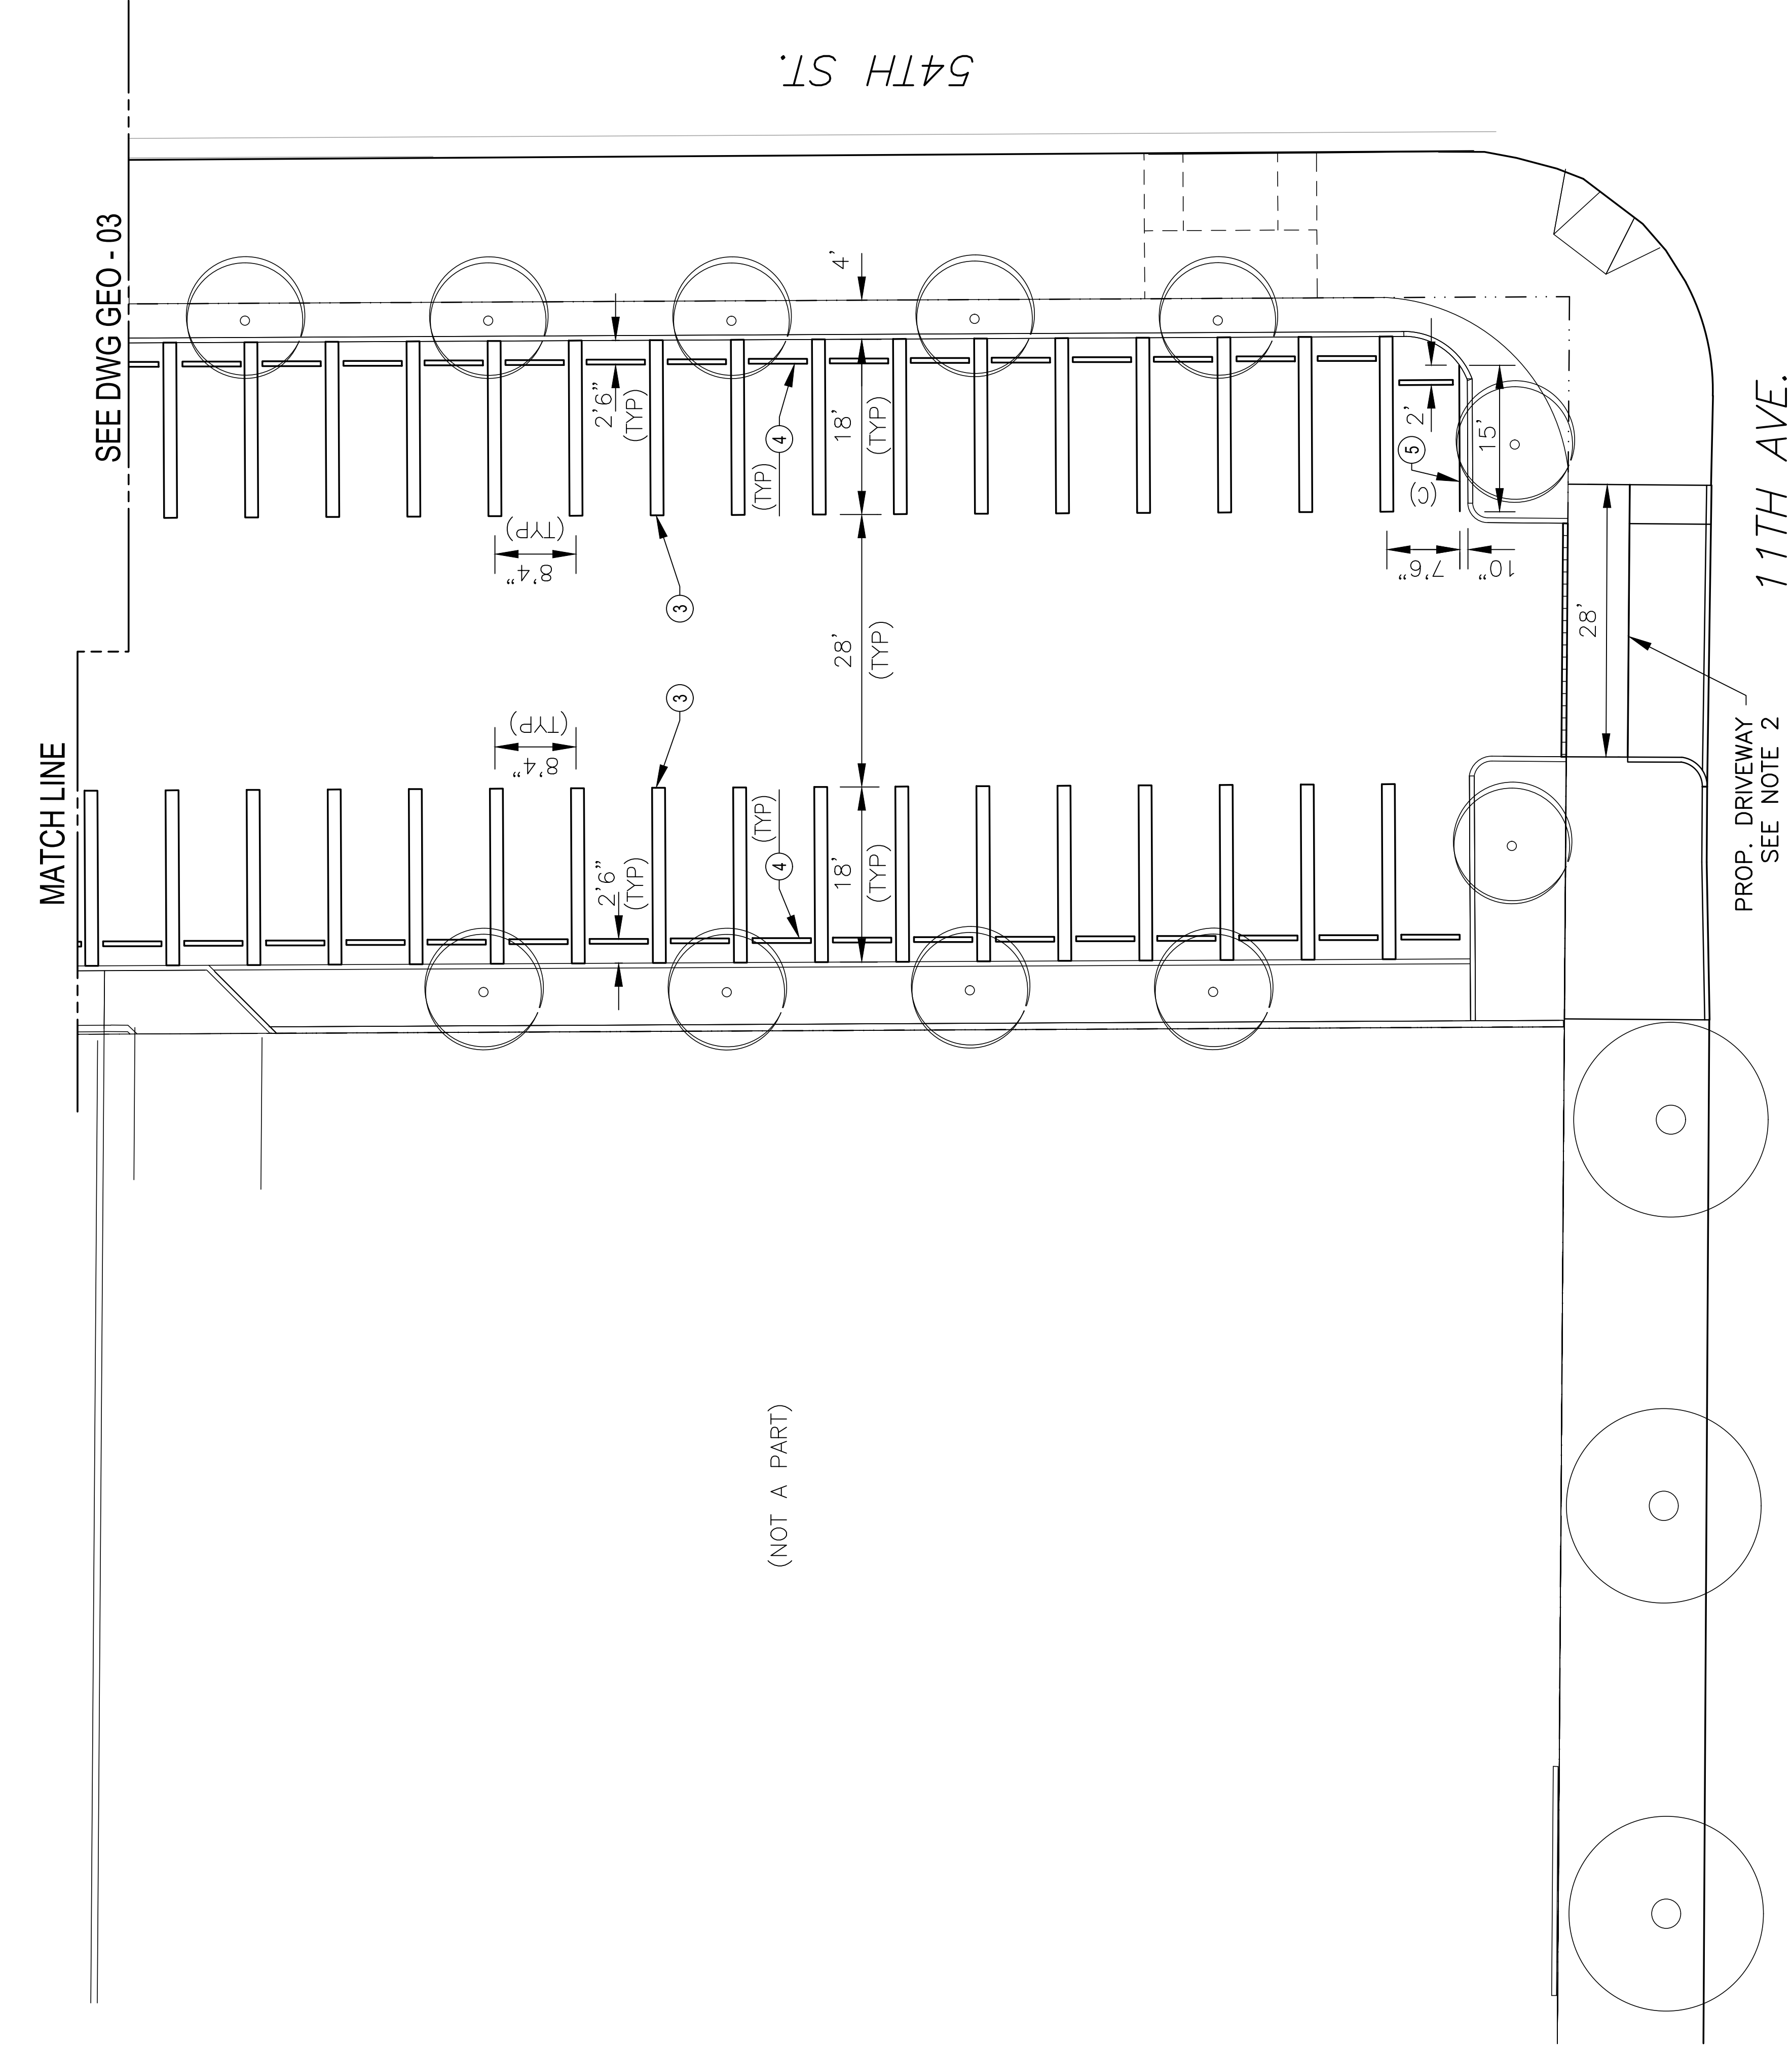 54TH ST.
SEE DWG GEO - 03
MATCH LINE
4'
2'6"
(TYP)
4
(TYP)
18'
(TYP)
2'
5
(C)
15'
8'4"
(TYP)
3
7'6"
10"
28'
(TYP)
28'
11TH AVE.
3
8'4"
(TYP)
2'6"
(TYP)
4
(TYP)
18'
(TYP)
PROP. DRIVEWAY
SEE NOTE 2
(NOT A PART)